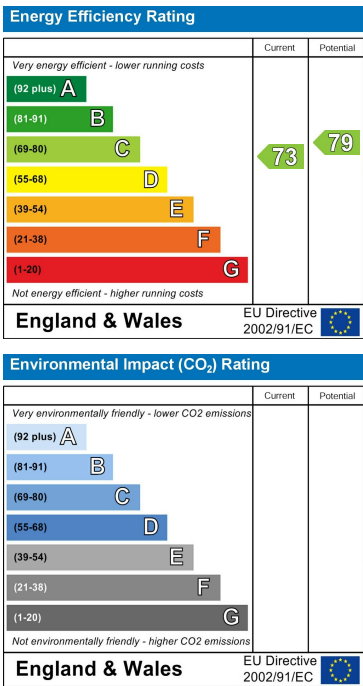 Energy Efficiency Rating
Current Potential
Very energy efficient - lower running costs
(92 plus) A
(81-91) B
(69-80) C
(55-68) D
(39-54) E
(21-38) F
(1-20) G
73
79
Not energy efficient - higher running costs
England & Wales
EU Directive
2002/91/EC
Environmental Impact (CO₂) Rating
Current Potential
Very environmentally friendly - lower CO2 emissions
(92 plus) A
(81-91) B
(69-80) C
(55-68) D
(39-54) E
(21-38) F
(1-20) G
Not environmentally friendly - higher CO2 emissions
England & Wales
EU Directive
2002/91/EC